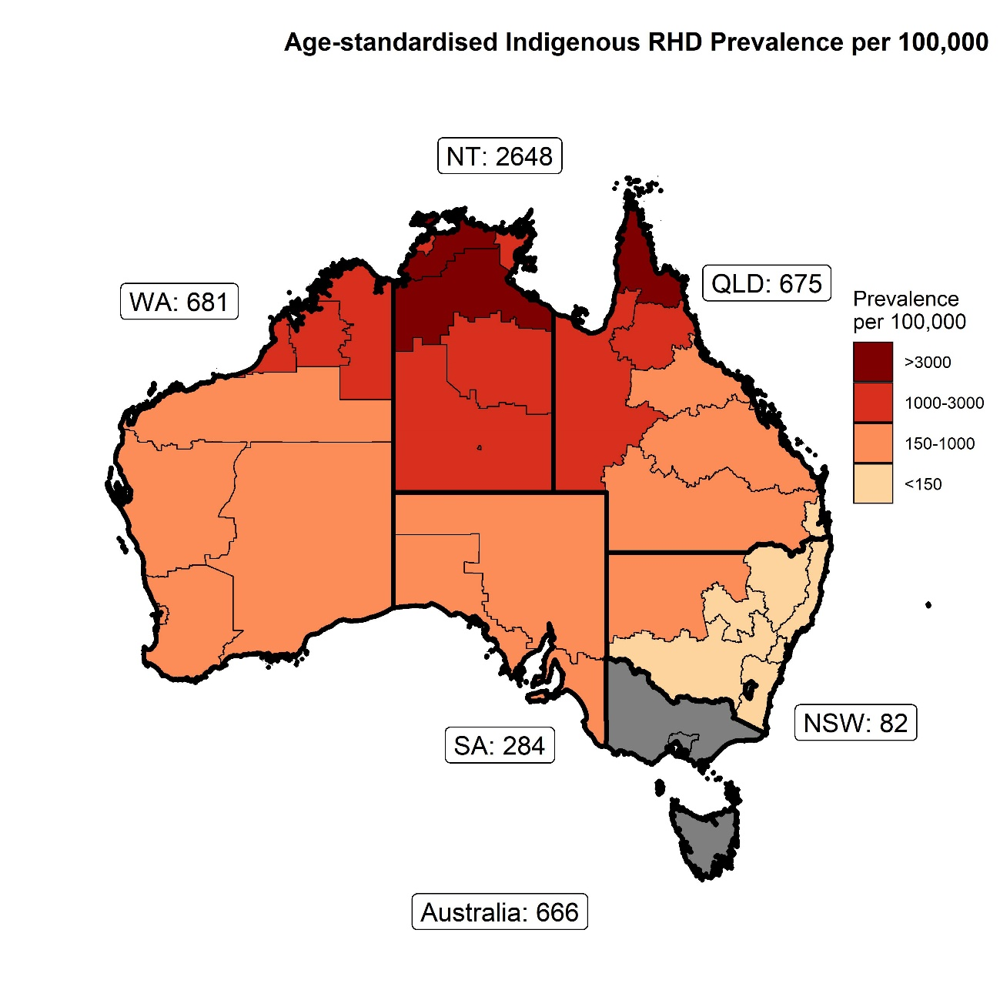 Age-standardised Indigenous RHD Prevalence per 100,000
NT: 2648
WA: 681
QLD: 675
Prevalence
per 100,000
>3000
1000-3000
150-1000
<150
NSW: 82
SA: 284
Australia: 666